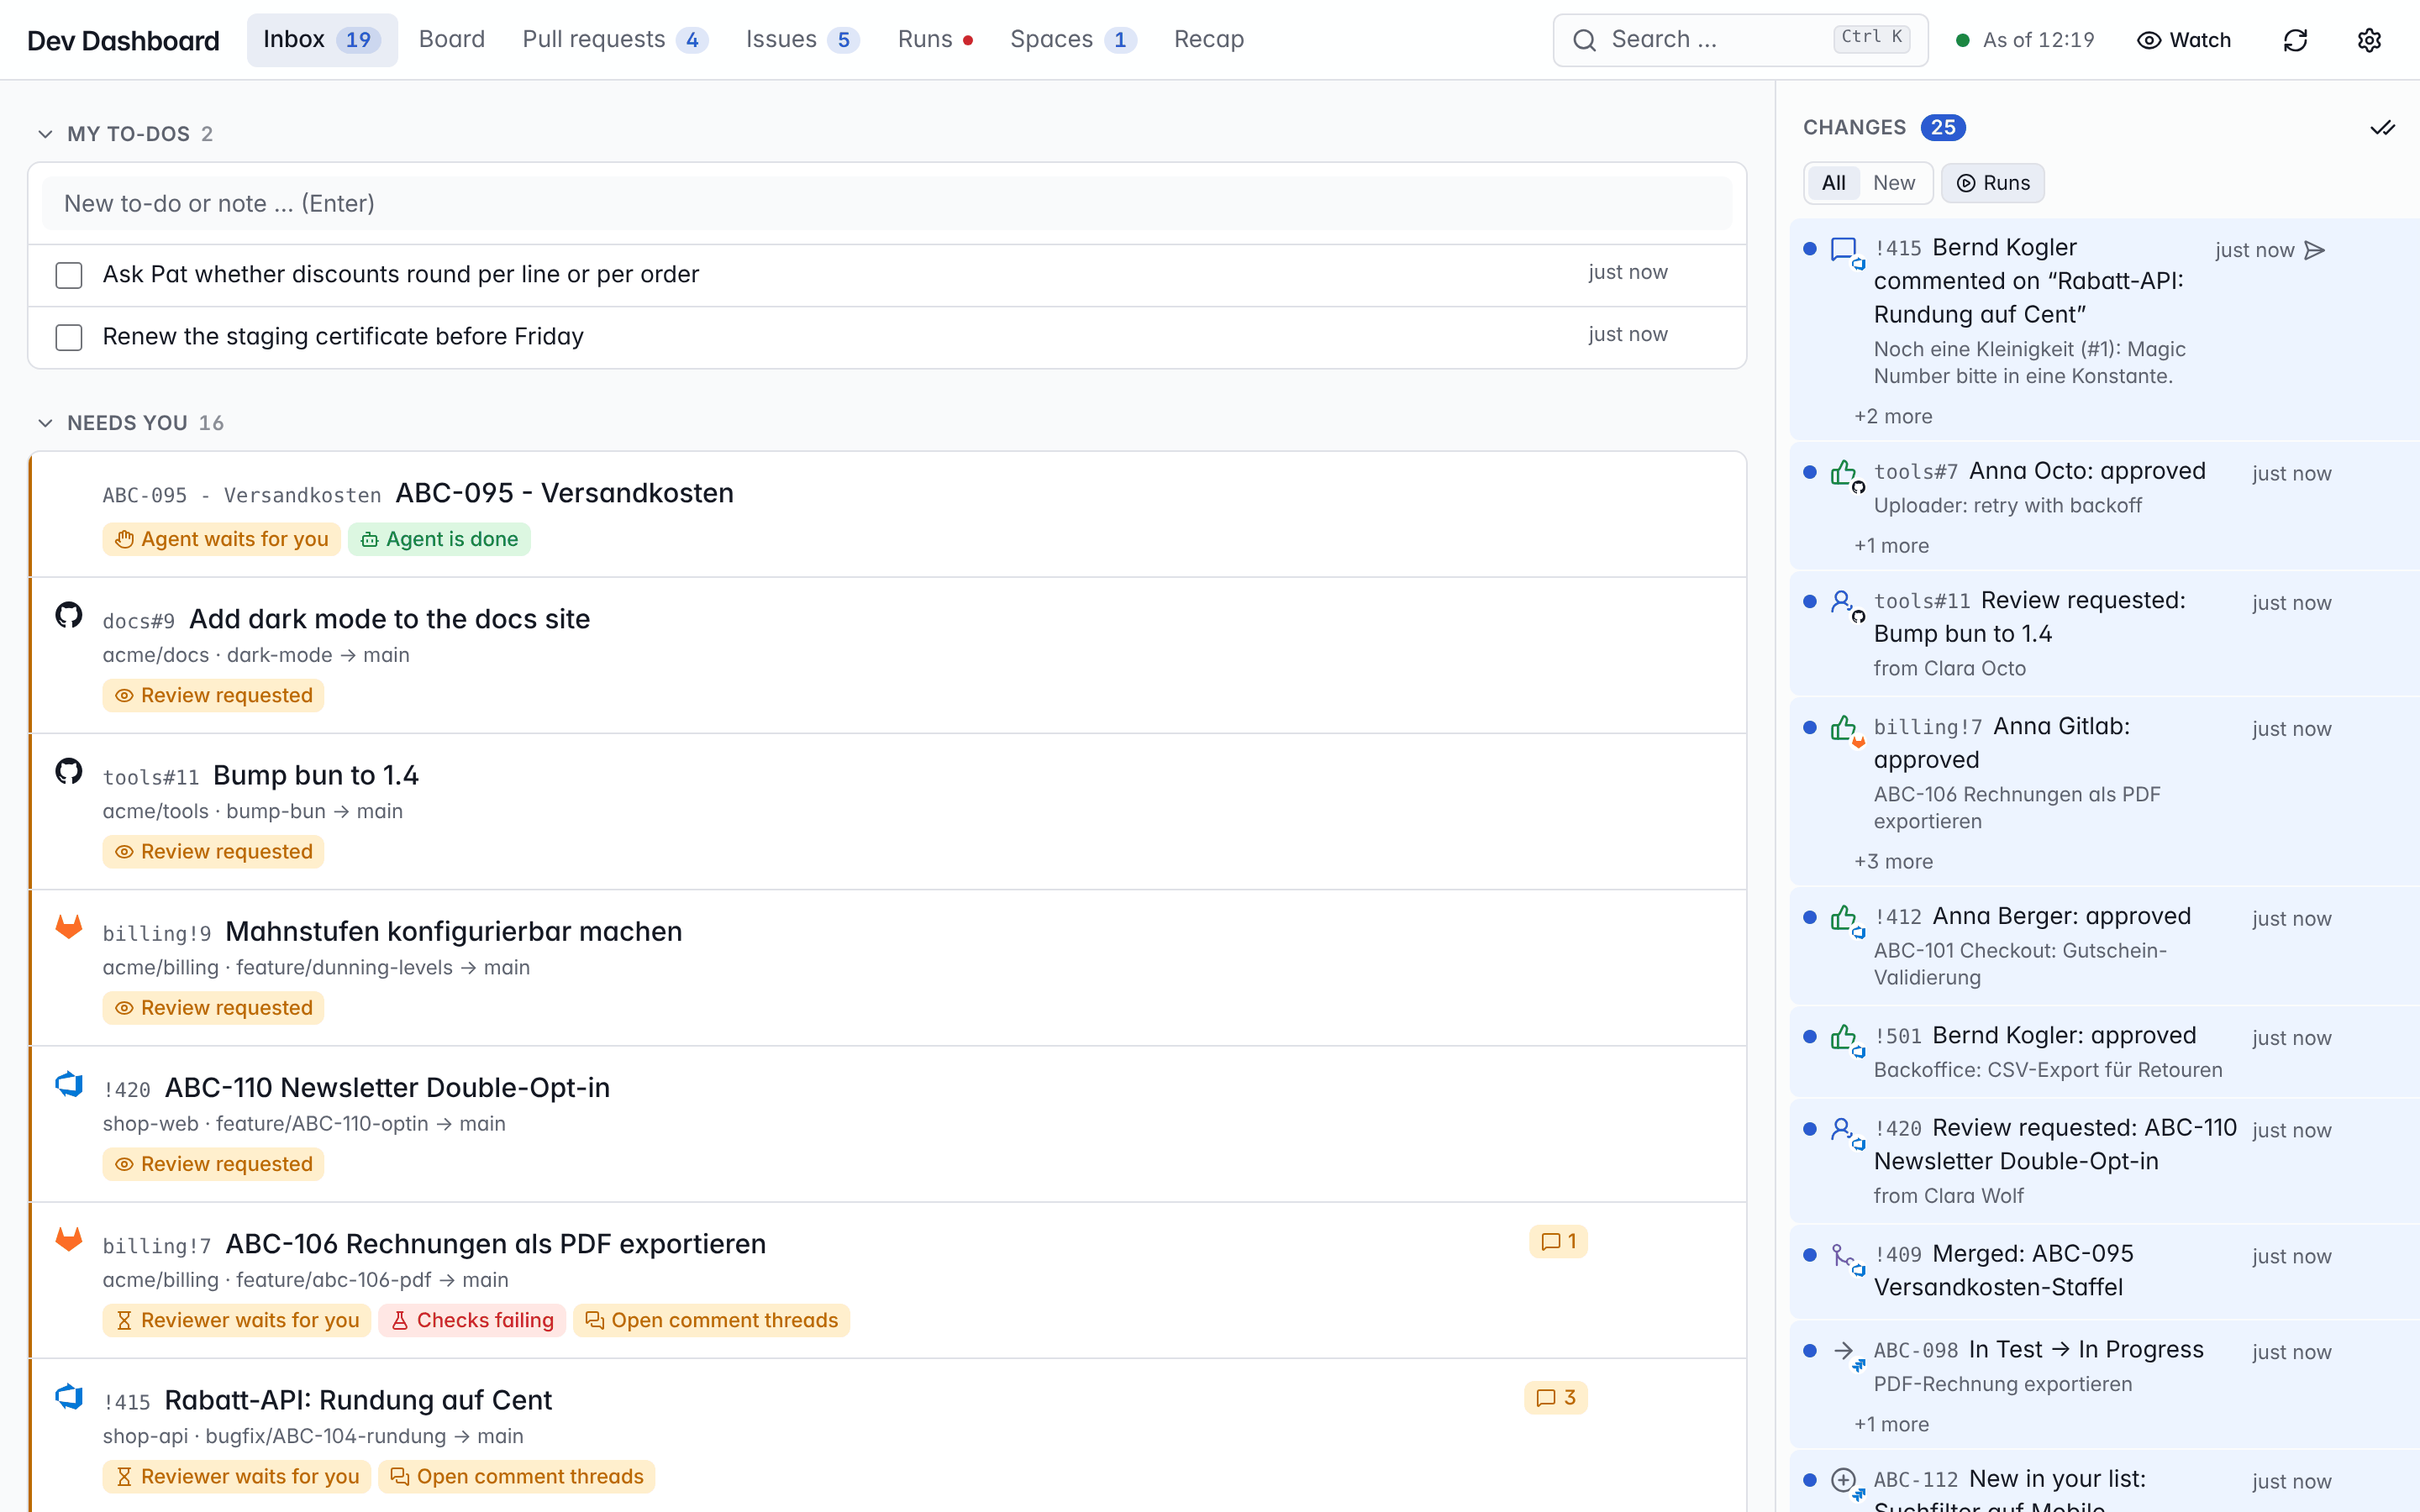 Dev Dashboard
Inbox 19
Board
Pull requests 4
Issues 5
Runs
Spaces 1
Recap
Search ...
Ctrl K
As of 12:19
Watch
MY TO-DOS 2
New to-do or note ... (Enter)
Ask Pat whether discounts round per line or per order
just now
Renew the staging certificate before Friday
just now
NEEDS YOU 16
ABC-095 - Versandkosten ABC-095 - Versandkosten
Agent waits for you
Agent is done
docs#9 Add dark mode to the docs site
acme/docs · dark-mode → main
Review requested
tools#11 Bump bun to 1.4
acme/tools · bump-bun → main
Review requested
billing!9 Mahnstufen konfigurierbar machen
acme/billing · feature/dunning-levels → main
Review requested
!420 ABC-110 Newsletter Double-Opt-in
shop-web · feature/ABC-110-optin → main
Review requested
billing!7 ABC-106 Rechnungen als PDF exportieren
1
acme/billing · feature/abc-106-pdf → main
Reviewer waits for you
Checks failing
Open comment threads
!415 Rabatt-API: Rundung auf Cent
3
shop-api · bugfix/ABC-104-rundung → main
Reviewer waits for you
Open comment threads
CHANGES 25
All
New
Runs
!415 Bernd Kogler
just now
commented on “Rabatt-API:
Rundung auf Cent”
Noch eine Kleinigkeit (#1): Magic
Number bitte in eine Konstante.
+2 more
tools#7 Anna Octo: approved
just now
Uploader: retry with backoff
+1 more
tools#11 Review requested:
just now
Bump bun to 1.4
from Clara Octo
billing!7 Anna Gitlab:
just now
approved
ABC-106 Rechnungen als PDF
exportieren
+3 more
!412 Anna Berger: approved
just now
ABC-101 Checkout: Gutschein-
Validierung
!501 Bernd Kogler: approved
just now
Backoffice: CSV-Export für Retouren
!420 Review requested: ABC-110
just now
Newsletter Double-Opt-in
from Clara Wolf
!409 Merged: ABC-095
just now
Versandkosten-Staffel
ABC-098 In Test → In Progress
just now
PDF-Rechnung exportieren
+1 more
ABC-112 New in your list:
just now
Suchfilter auf Mobile